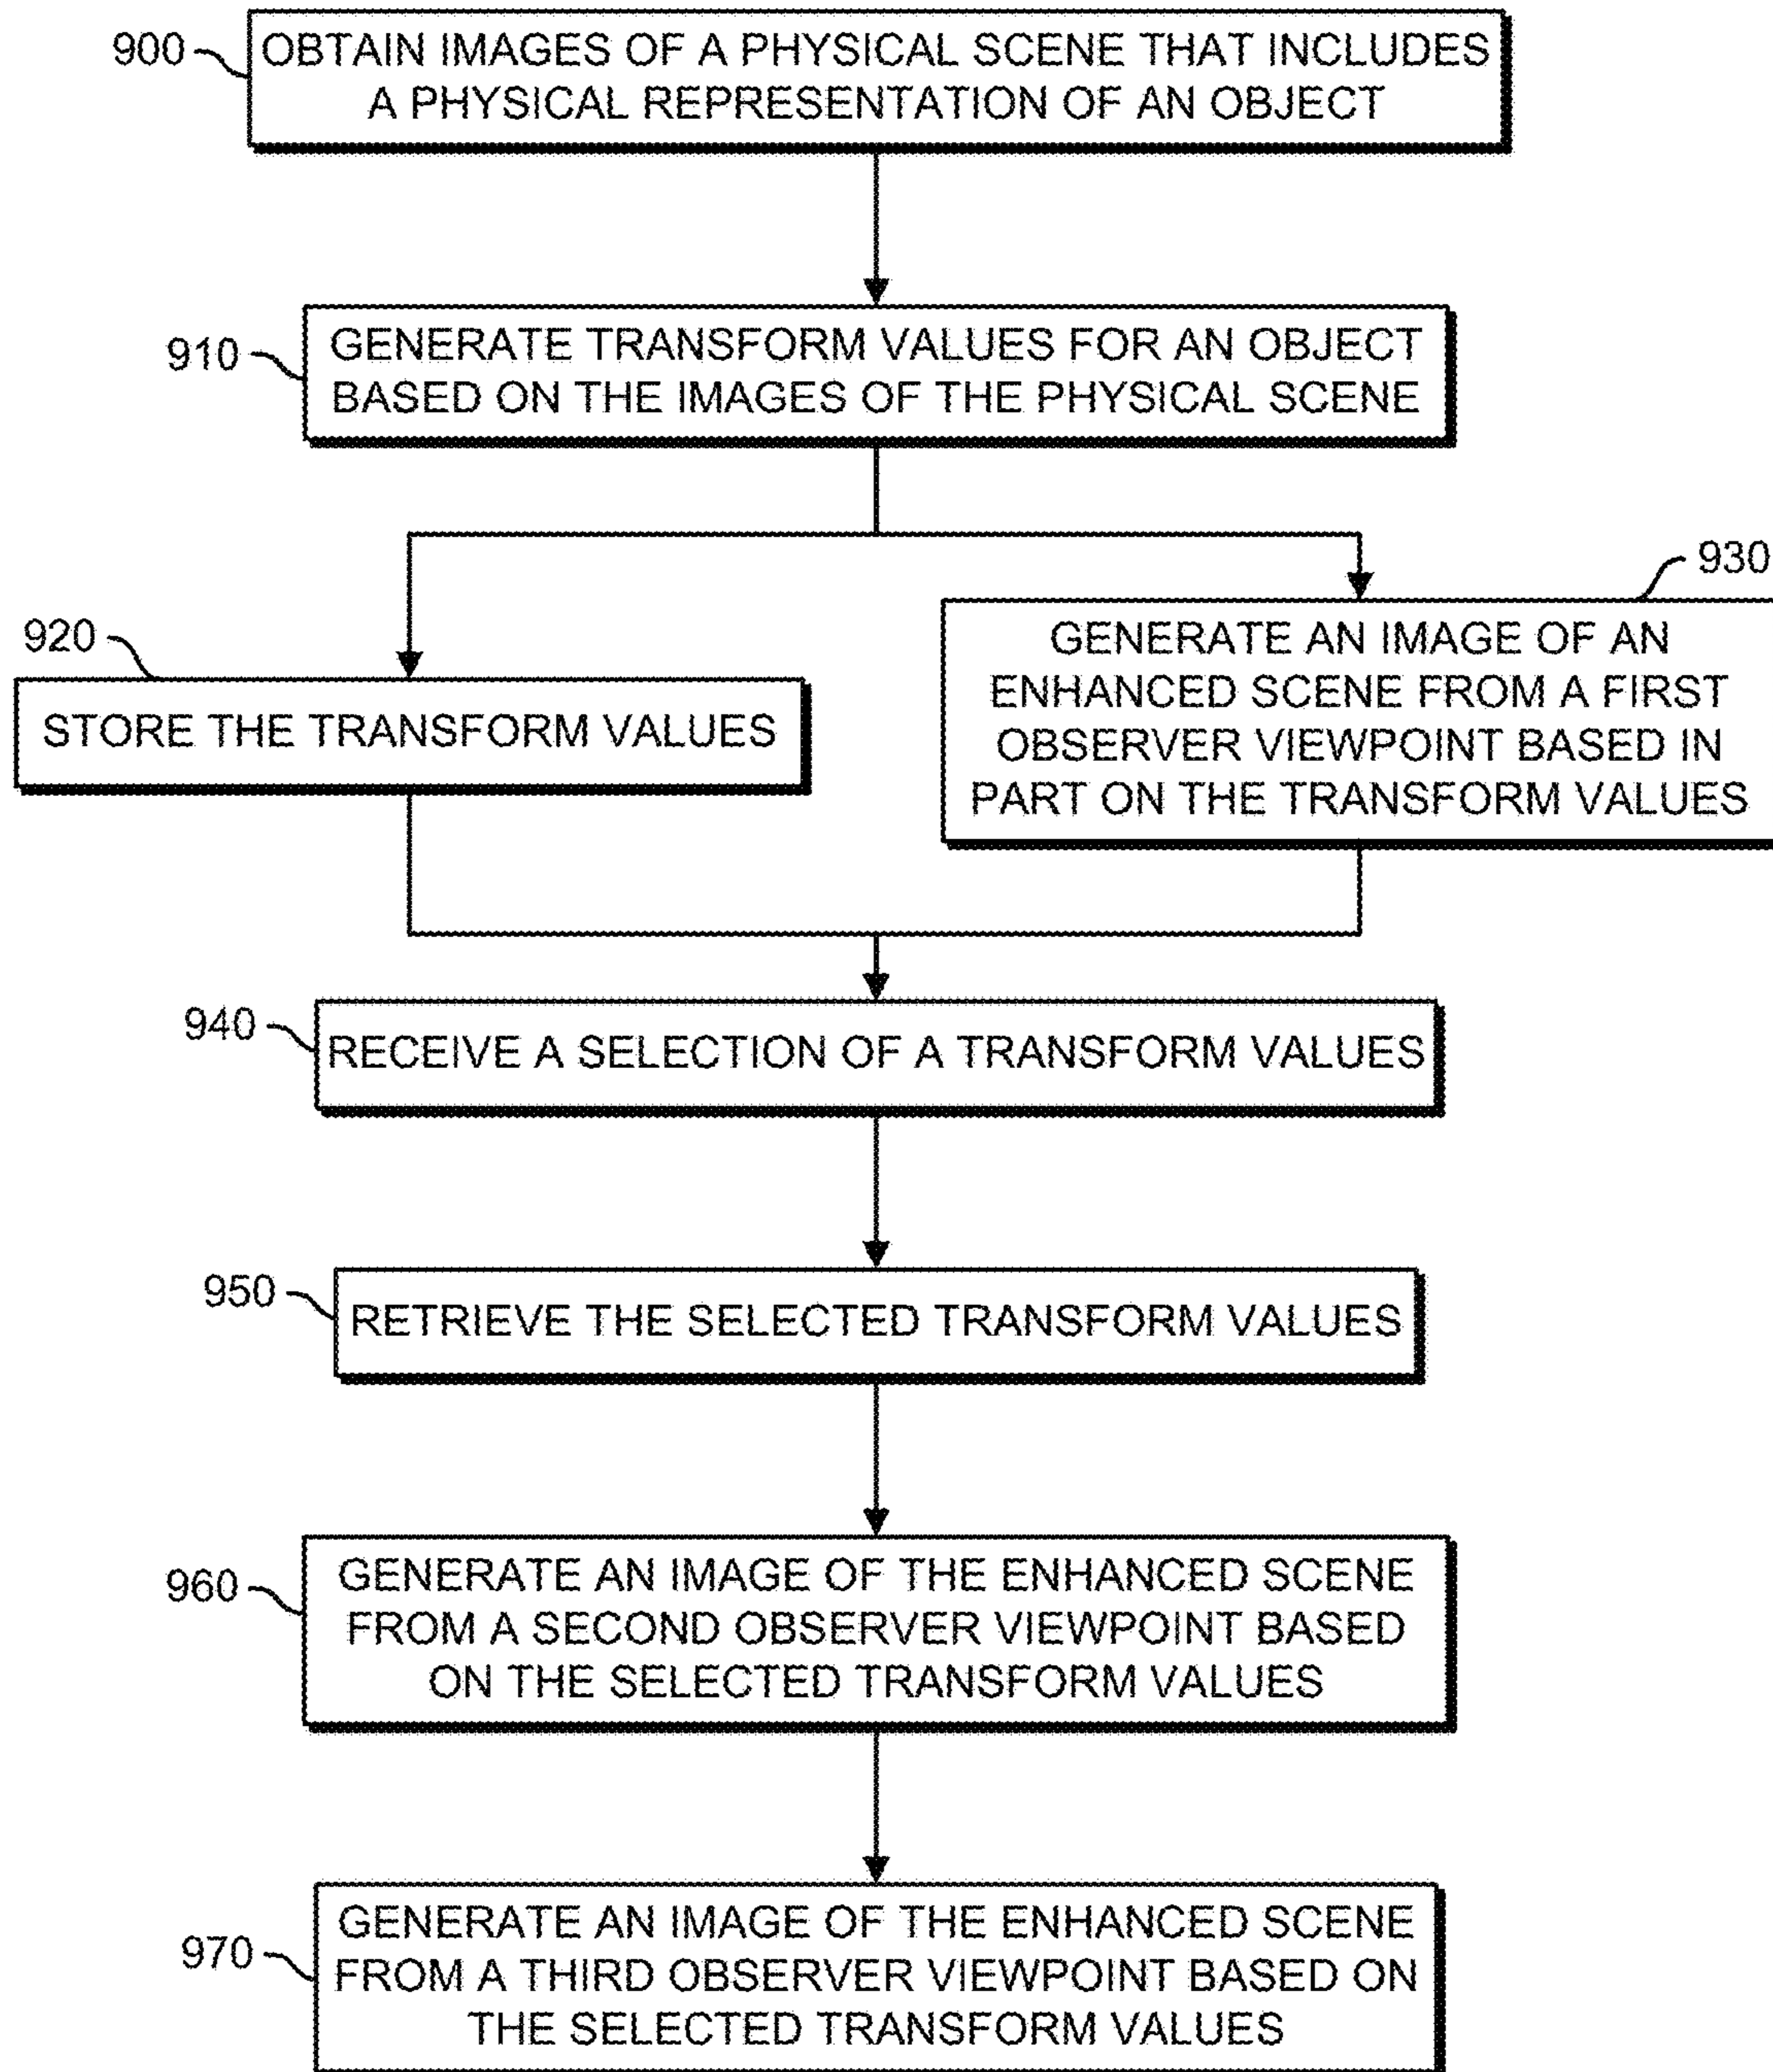 900
OBTAIN IMAGES OF A PHYSICAL SCENE THAT INCLUDES
A PHYSICAL REPRESENTATION OF AN OBJECT
910
GENERATE TRANSFORM VALUES FOR AN OBJECT
BASED ON THE IMAGES OF THE PHYSICAL SCENE
920
STORE THE TRANSFORM VALUES
930
GENERATE AN IMAGE OF AN
ENHANCED SCENE FROM A FIRST
OBSERVER VIEWPOINT BASED IN
PART ON THE TRANSFORM VALUES
940
RECEIVE A SELECTION OF A TRANSFORM VALUES
950
RETRIEVE THE SELECTED TRANSFORM VALUES
960
GENERATE AN IMAGE OF THE ENHANCED SCENE
FROM A SECOND OBSERVER VIEWPOINT BASED
ON THE SELECTED TRANSFORM VALUES
970
GENERATE AN IMAGE OF THE ENHANCED SCENE
FROM A THIRD OBSERVER VIEWPOINT BASED ON
THE SELECTED TRANSFORM VALUES